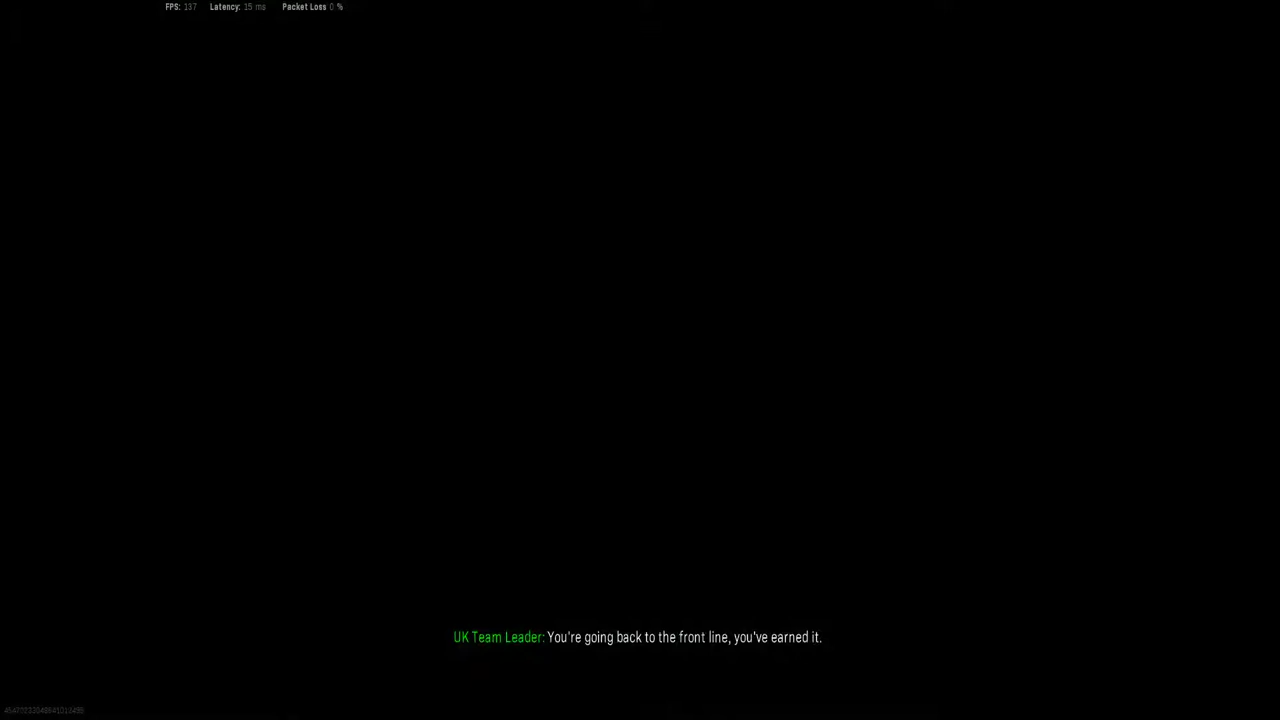 FPS: 137 Latency: 15 ms Packet Loss 0 %
UK Team Leader: You're going back to the front line, you've earned it.